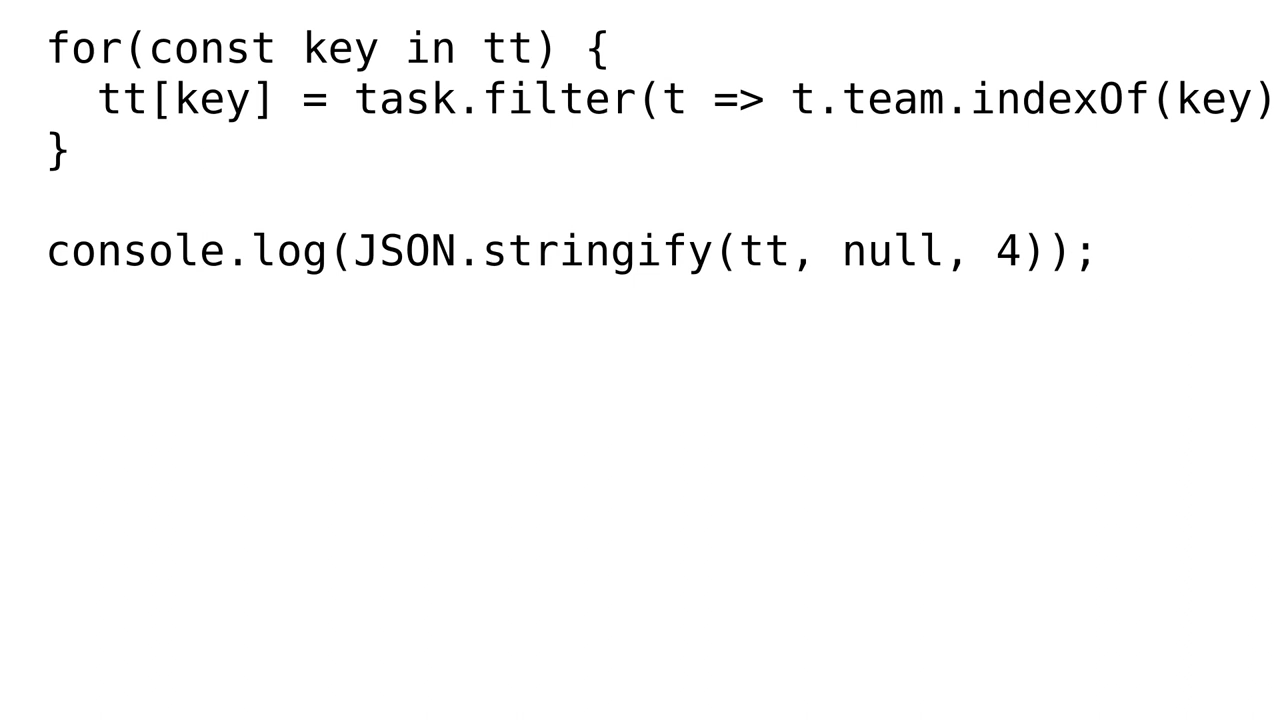 for(const key in tt) {
  tt[key] = task.filter(t => t.team.indexOf(key)
}

console.log(JSON.stringify(tt, null, 4));